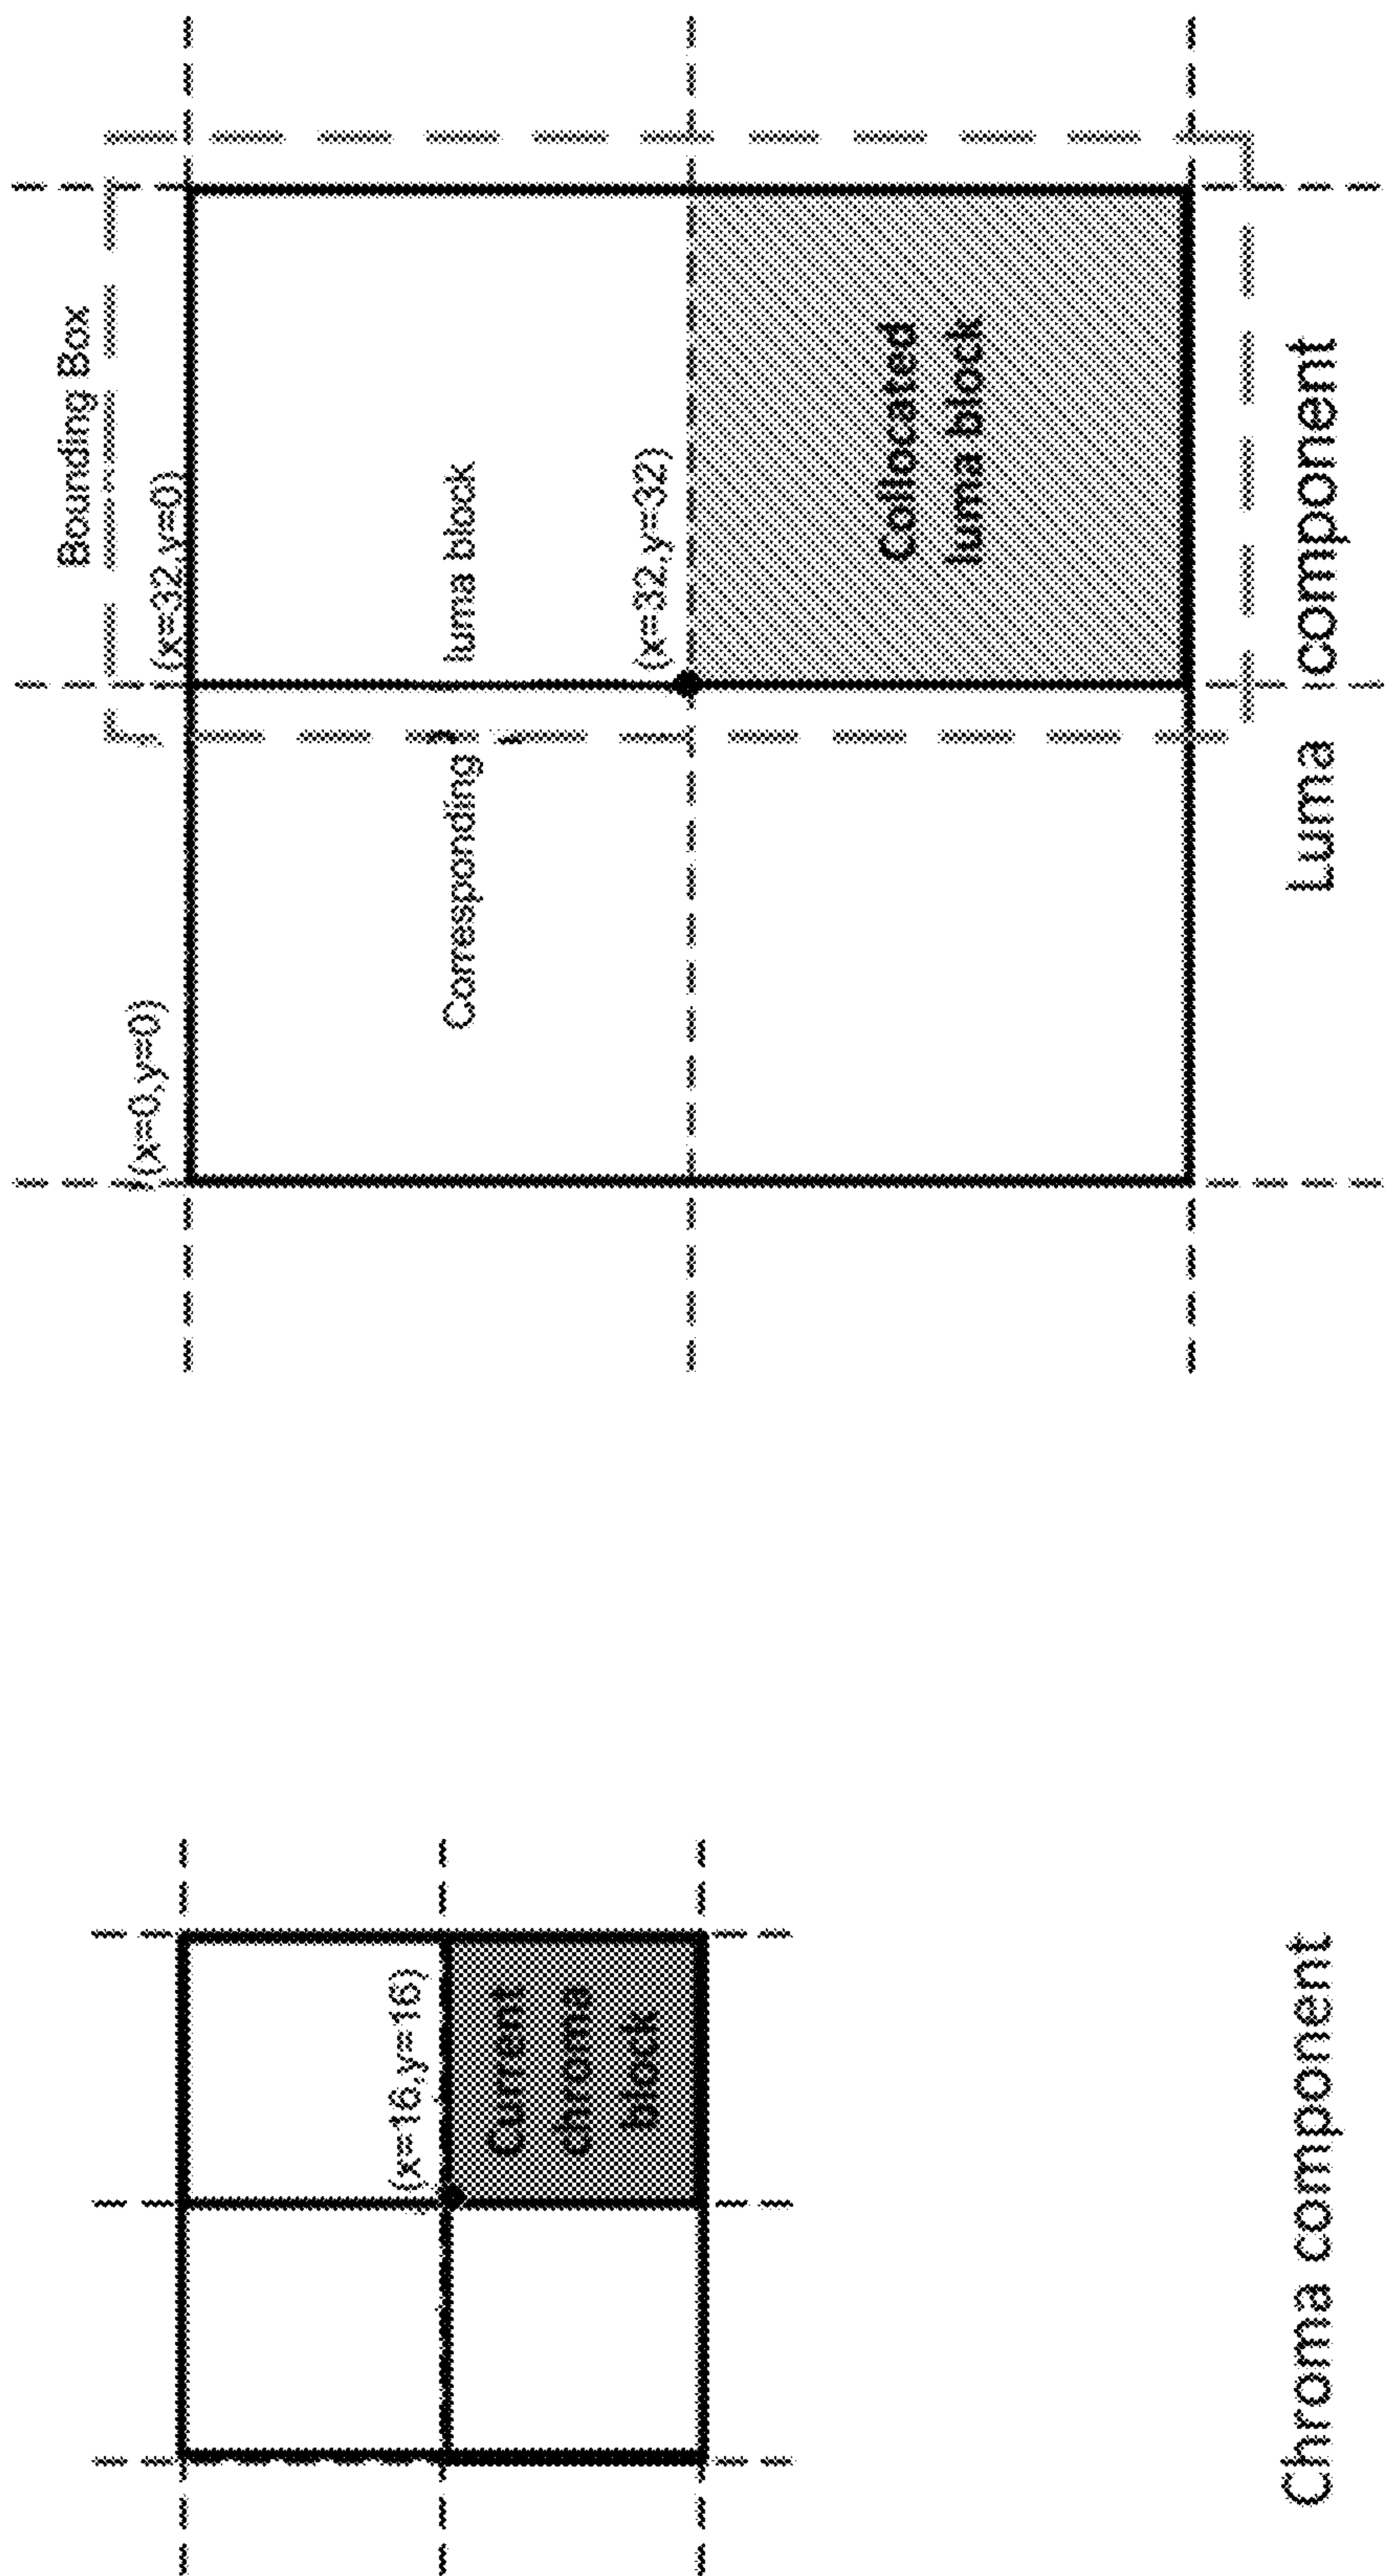 (x=16,y=16)
Current
chroma
block
Chroma component
Bounding Box
(x=0,y=0)
(x=32,y=0)
Corresponding luma block
(x=32,y=32)
Collocated
luma block
Luma component